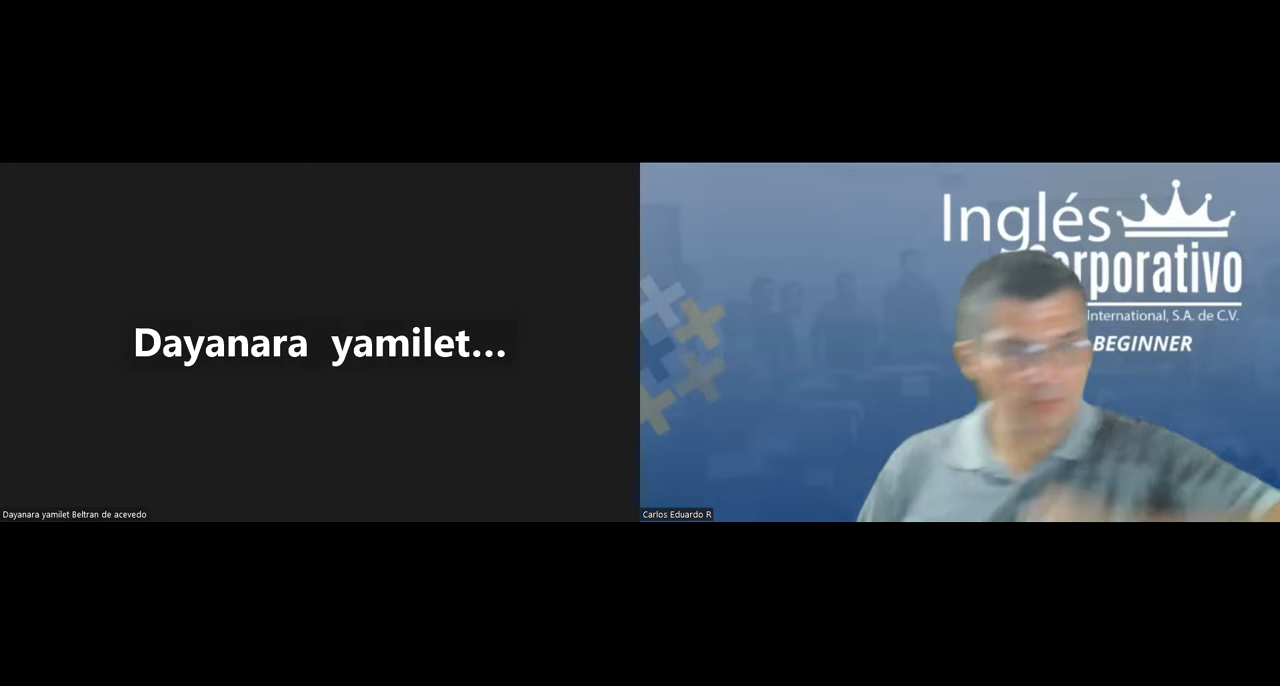 Dayanara yamilet...
Dayanara yamilet Beltran de acevedo
Inglés
rporativo
International, S.A. de C.V.
BEGINNER
Carlos Eduardo R